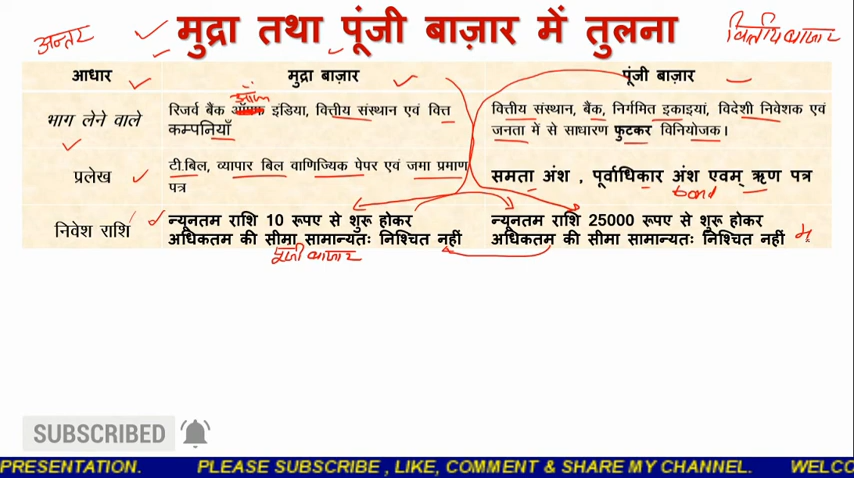 अन्तर
मुद्रा तथा पूंजी बाज़ार में तुलना
वित्तीय बाजार
आधार
मुद्रा बाज़ार
पूंजी बाज़ार
भाग लेने वाले
ऑफ
रिजर्व बैंक इंडिया, वित्तीय संस्थान एवं वित्त
कम्पनियाँ
वित्तीय संस्थान, बैंक, निर्गमित इकाइयां, विदेशी निवेशक एवं
जनता में से साधारण फुटकर विनियोजक।
प्रलेख
टी.बिल, व्यापार बिल वाणिज्यिक पेपर एवं जमा प्रमाण
पत्र
समता अंश , पूर्वाधिकार अंश एवम् ऋण पत्र
bond
निवेश राशि
न्यूनतम राशि 10 रूपए से शुरू होकर
अधिकतम की सीमा सामान्यतः निश्चित नहीं
पूंजी बाजार
न्यूनतम राशि 25000 रूपए से शुरू होकर
अधिकतम की सीमा सामान्यतः निश्चित नहीं
SUBSCRIBED
PRESENTATION. PLEASE SUBSCRIBE , LIKE, COMMENT & SHARE MY CHANNEL. WELCO